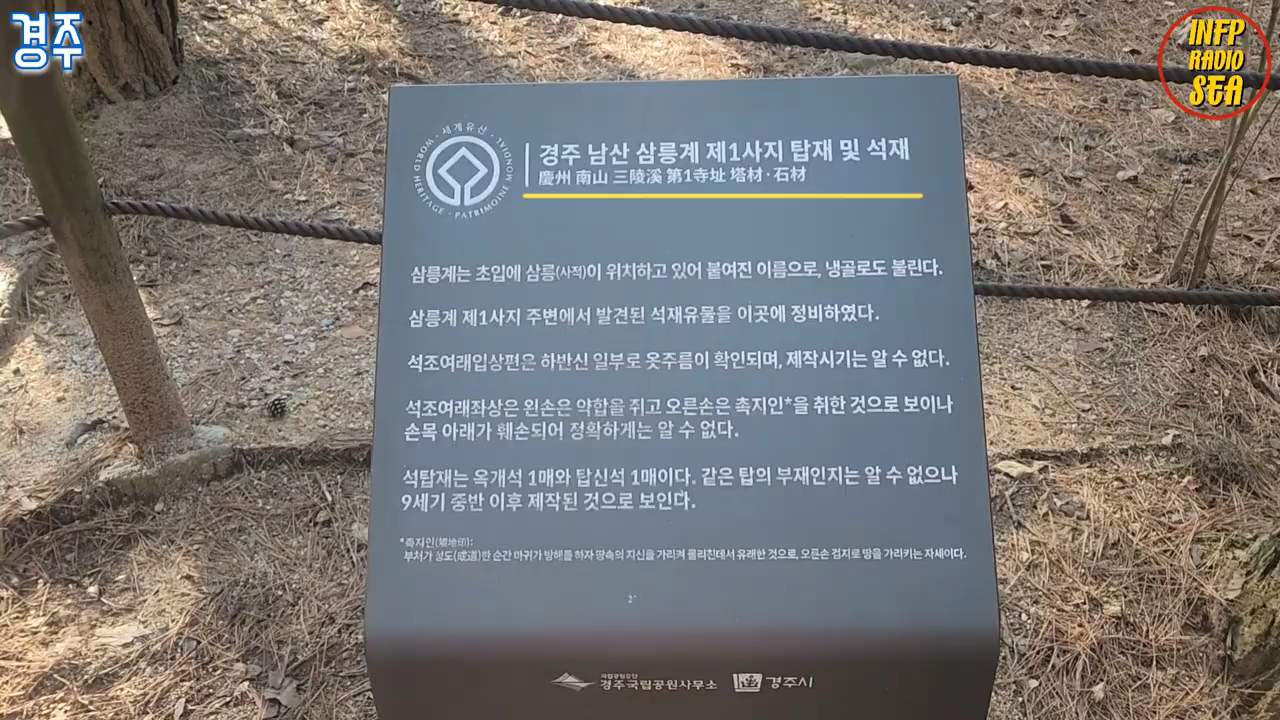 경주
INFP
RADIO
SEA
세계유산 · WORLD HERITAGE · PATRIMOINE MONDIAL
경주 남산 삼릉계 제1사지 탑재 및 석재
慶州 南山 三陵溪 第1寺址 塔材·石材
삼릉계는 초입에 삼릉(사적)이 위치하고 있어 붙여진 이름으로, 냉골로도 불린다.
삼릉계 제1사지 주변에서 발견된 석재유물을 이곳에 정비하였다.
석조여래입상편은 하반신 일부로 옷주름이 확인되며, 제작시기는 알 수 없다.
석조여래좌상은 왼손은 약합을 쥐고 오른손은 촉지인*을 취한 것으로 보이나
손목 아래가 훼손되어 정확하게는 알 수 없다.
석탑재는 옥개석 1매와 탑신석 1매이다. 같은 탑의 부재인지는 알 수 없으나
9세기 중반 이후 제작된 것으로 보인다.
*촉지인(觸地印):
부처가 성도(成道)한 순간 마귀가 방해를 하자 땅속의 지신을 가리켜 물리친데서 유래한 것으로, 오른손 검지로 땅을 가리키는 자세이다.
국립공원공단
경주국립공원사무소
경주시